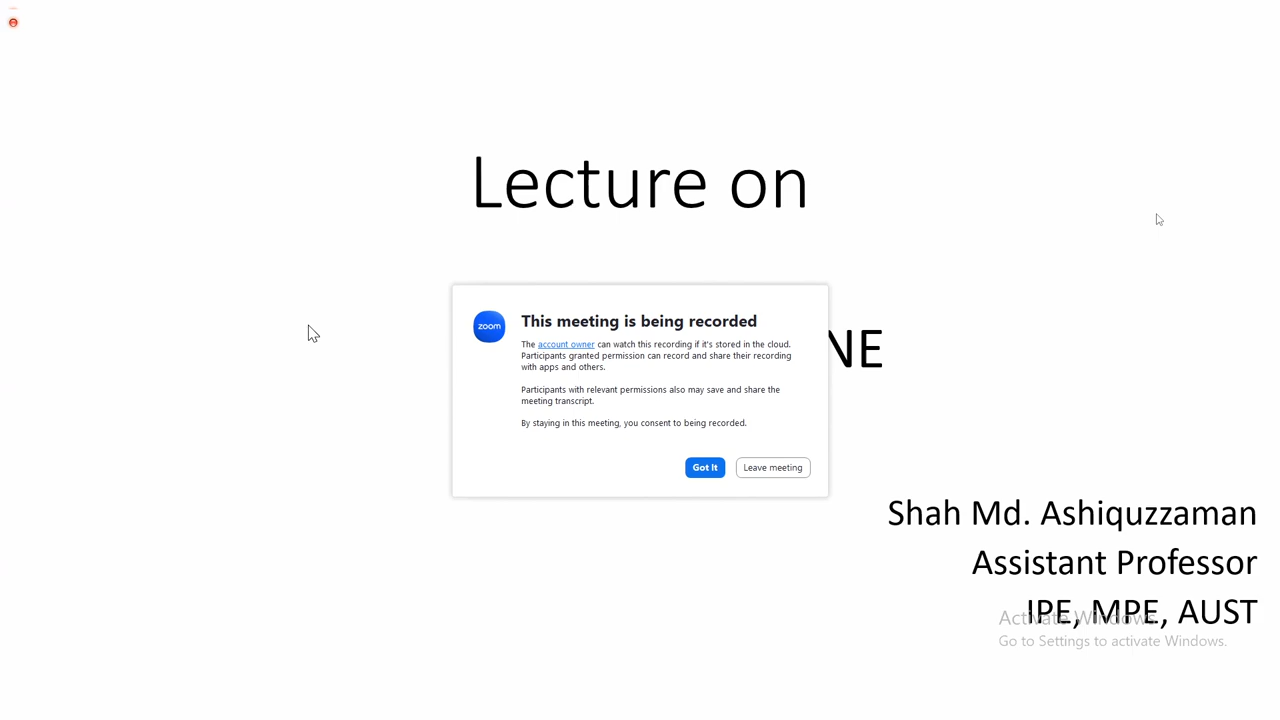 Lecture on
NE
zoom
This meeting is being recorded
The account owner can watch this recording if it's stored in the cloud.
Participants granted permission can record and share their recording
with apps and others.
Participants with relevant permissions also may save and share the
meeting transcript.
By staying in this meeting, you consent to being recorded.
Got It
Leave meeting
Shah Md. Ashiquzzaman
Assistant Professor
IPE, MPE, AUST
Activate Windows
Go to Settings to activate Windows.